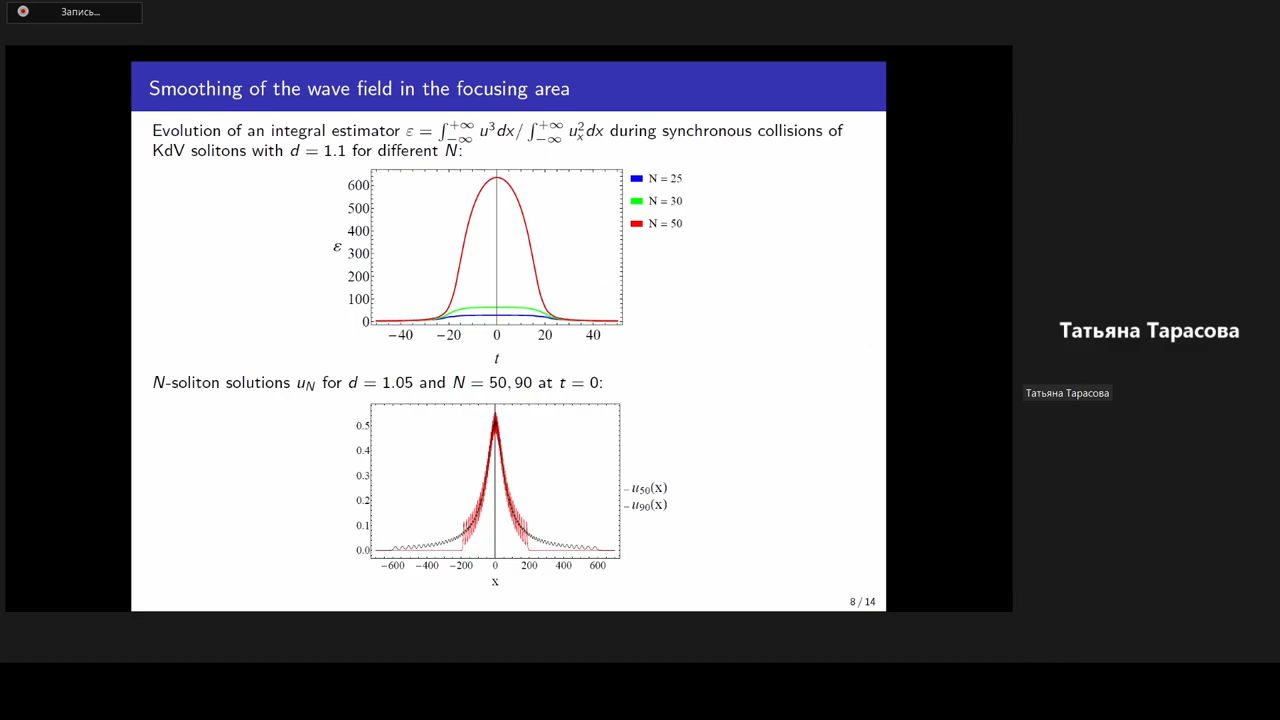 Запись...
Smoothing of the wave field in the focusing area
Evolution of an integral estimator ε = ∫_{−∞}^{+∞} u³dx/ ∫_{−∞}^{+∞} u_x²dx during synchronous collisions of
KdV solitons with d = 1.1 for different N:
600
500
400
300
200
100
0
ε
−40 −20 0 20 40
t
N = 25
N = 30
N = 50
N-soliton solutions u_N for d = 1.05 and N = 50, 90 at t = 0:
0.5
0.4
0.3
0.2
0.1
0.0
−600 −400 −200 0 200 400 600
x
u₅₀(x)
u₉₀(x)
8 / 14
Татьяна Тарасова
Татьяна Тарасова